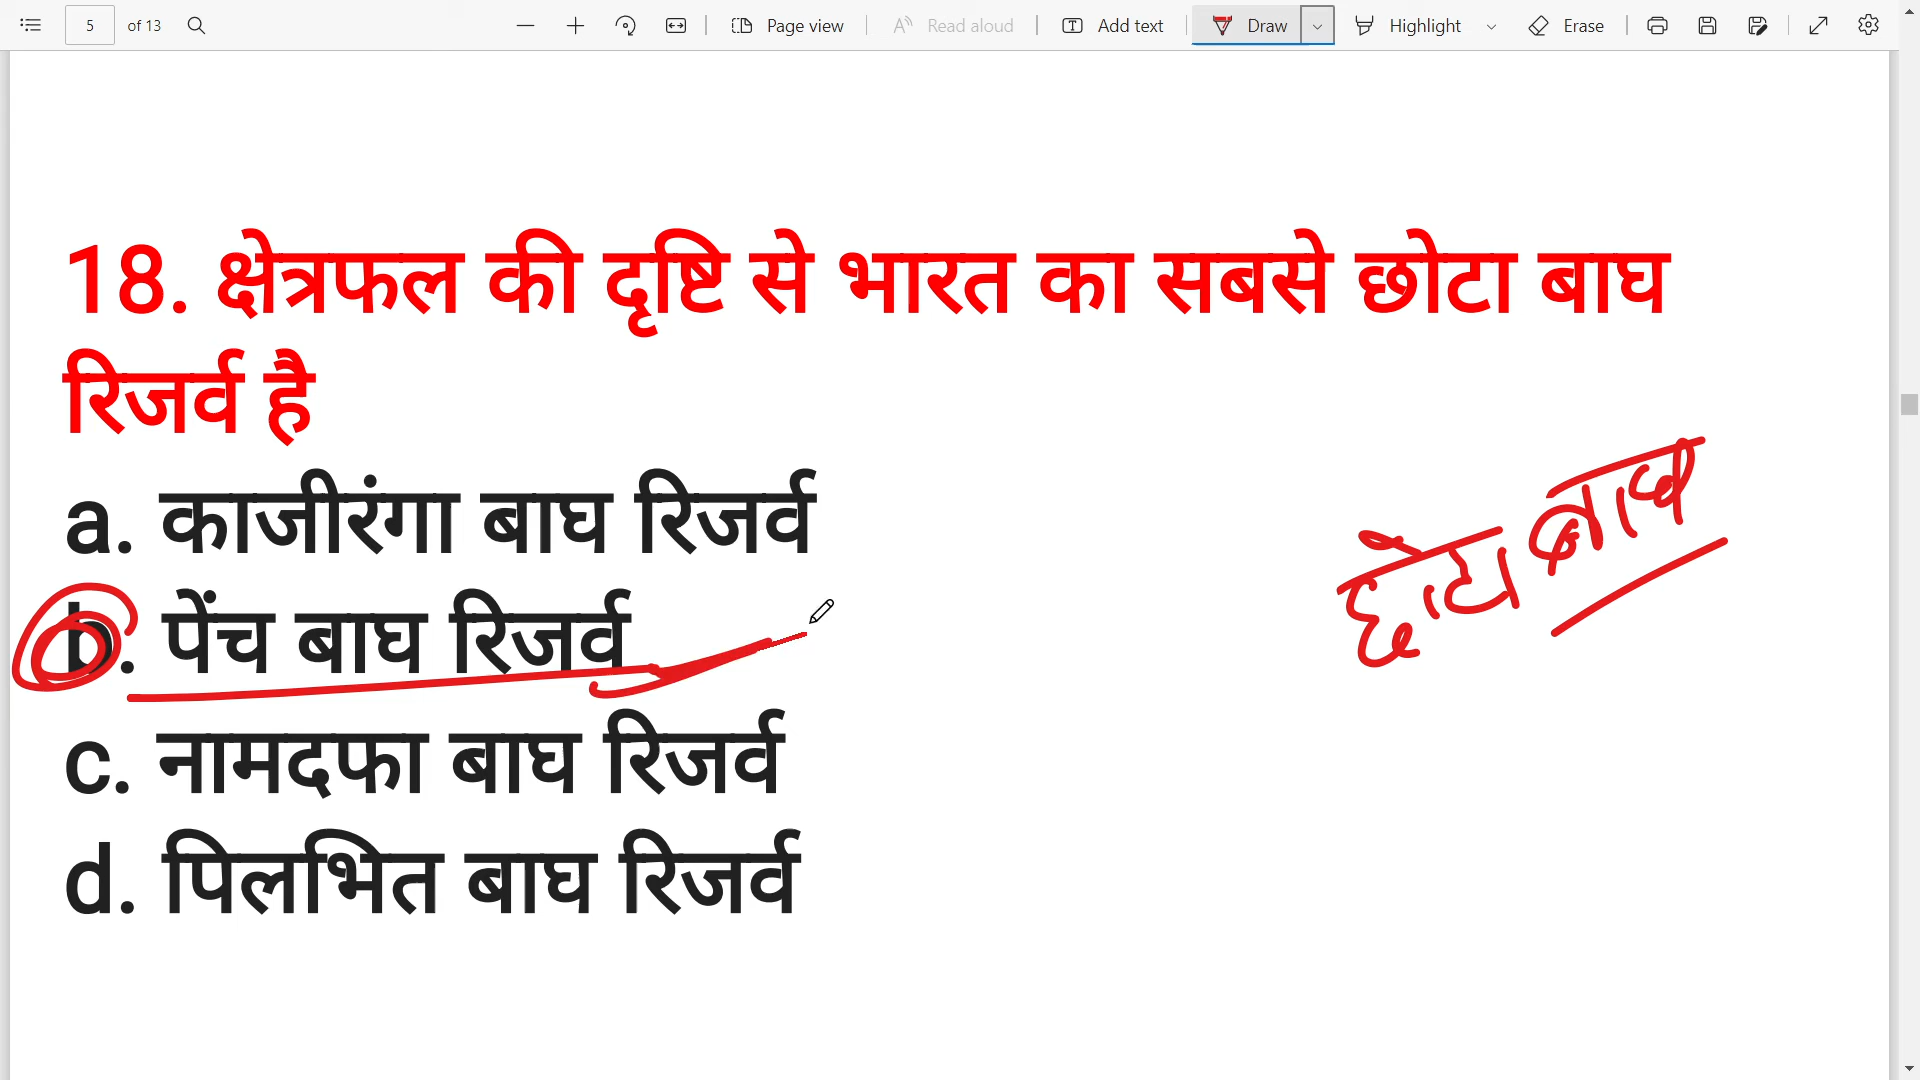 5 of 13 Page view Read aloud Add text Draw Highlight Erase
18. क्षेत्रफल की दृष्टि से भारत का सबसे छोटा बाघ
रिजर्व है
a. काजीरंगा बाघ रिजर्व
b. पेंच बाघ रिजर्व
c. नामदफा बाघ रिजर्व
d. पिलभित बाघ रिजर्व
छोटा